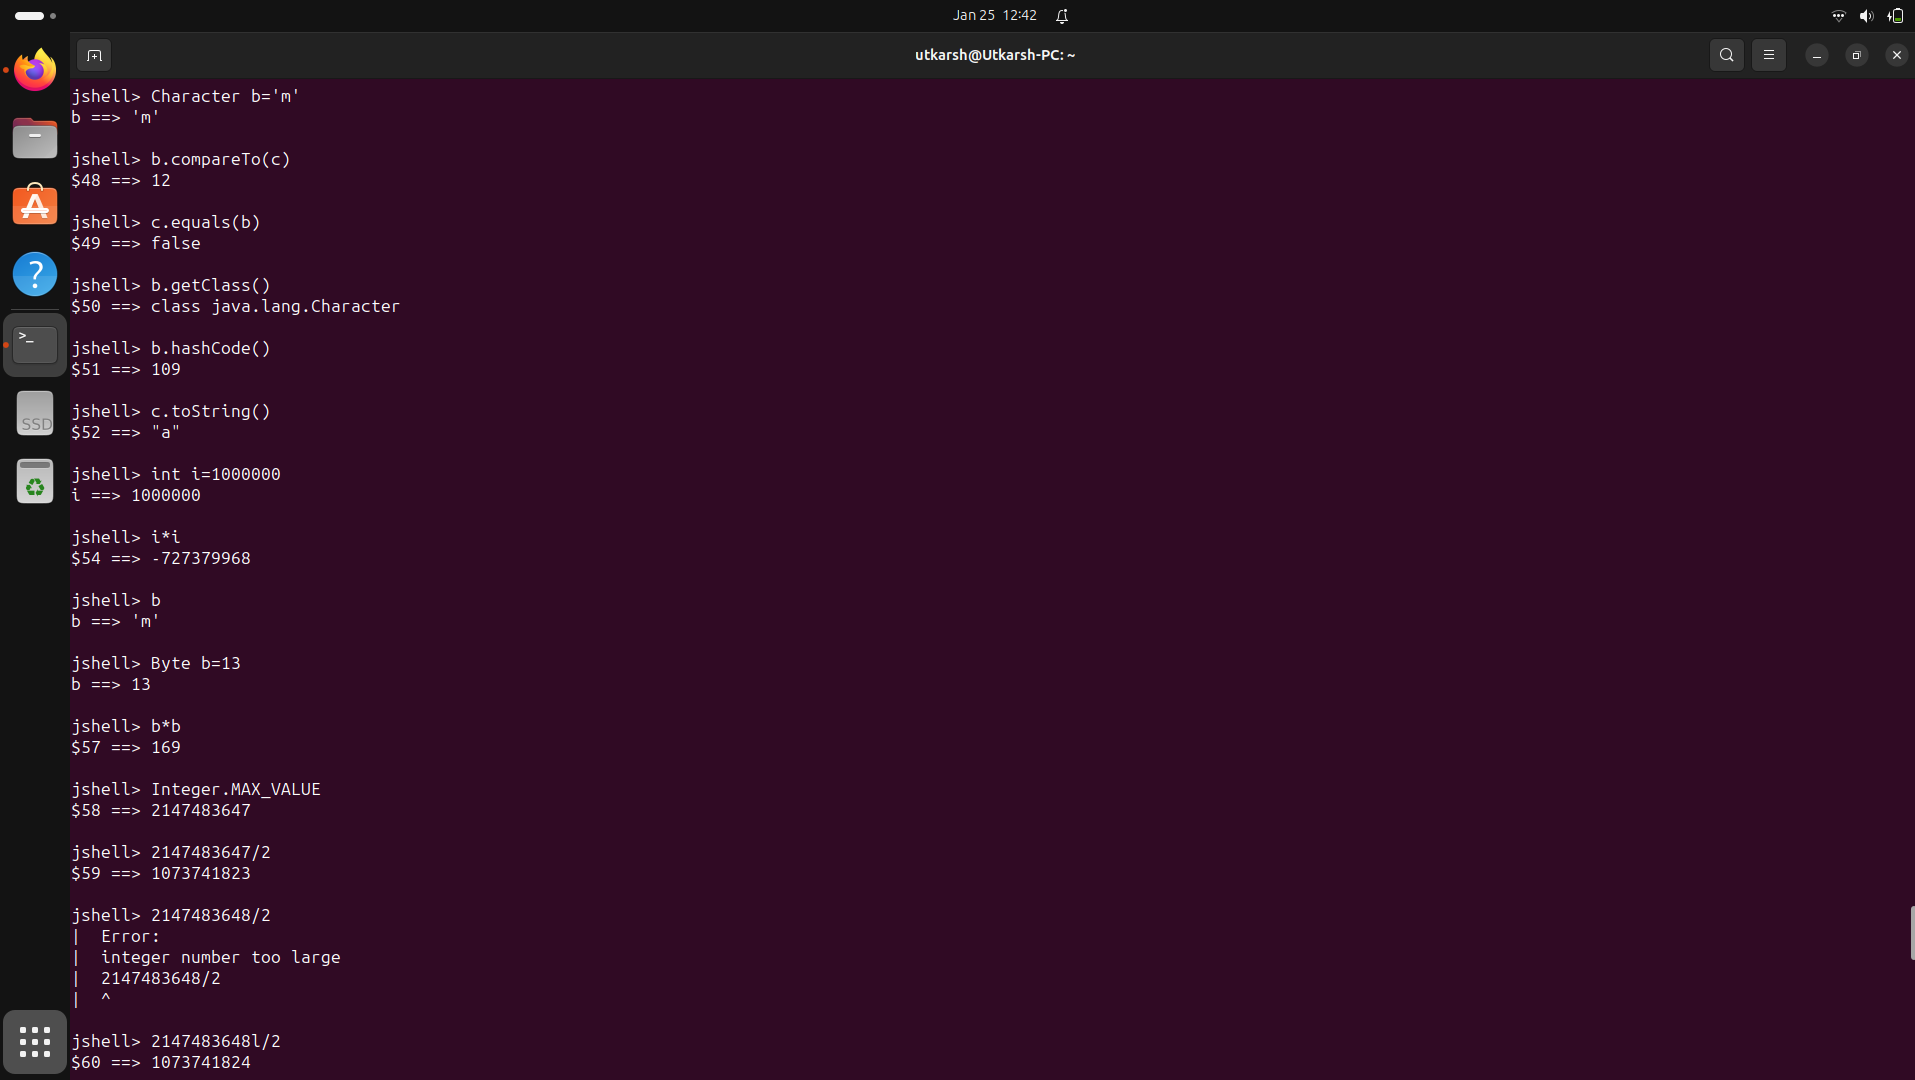 Jan 25 12:42
utkarsh@Utkarsh-PC: ~
jshell> Character b='m'
b ==> 'm'
jshell> b.compareTo(c)
$48 ==> 12
jshell> c.equals(b)
$49 ==> false
jshell> b.getClass()
$50 ==> class java.lang.Character
jshell> b.hashCode()
$51 ==> 109
jshell> c.toString()
$52 ==> "a"
jshell> int i=1000000
i ==> 1000000
jshell> i*i
$54 ==> -727379968
jshell> b
b ==> 'm'
jshell> Byte b=13
b ==> 13
jshell> b*b
$57 ==> 169
jshell> Integer.MAX_VALUE
$58 ==> 2147483647
jshell> 2147483647/2
$59 ==> 1073741823
jshell> 2147483648/2
|  Error:
|  integer number too large
|  2147483648/2
|  ^
jshell> 2147483648l/2
$60 ==> 1073741824
>_
SSD